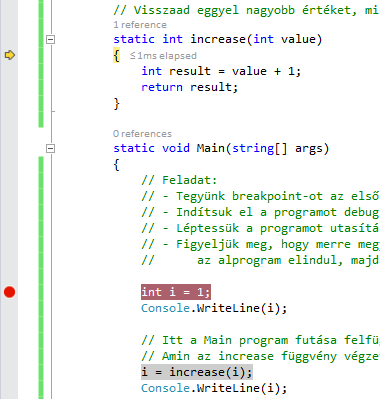 // Visszaad eggyel nagyobb értéket, mi
1 reference
static int increase(int value)
{ ≤1ms elapsed
int result = value + 1;
return result;
}
0 references
static void Main(string[] args)
{
// Feladat:
// - Tegyünk breakpoint-ot az első
// - Indítsuk el a programot debug
// - Léptessük a programot utasítá
// - Figyeljük meg, hogy merre meg
// az alprogram elindul, majd
int i = 1;
Console.WriteLine(i);
// Itt a Main program futása felfü
// Amin az increase függvény végze
i = increase(i);
Console.WriteLine(i);